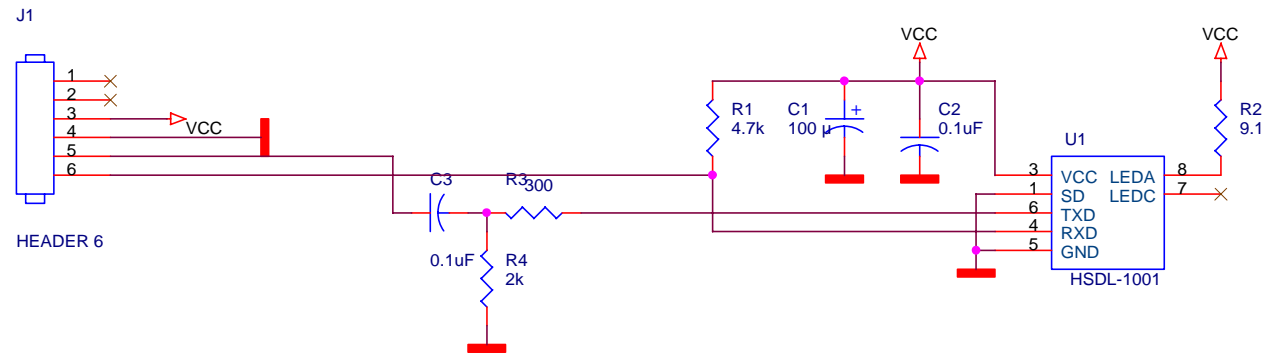 J1
1
2
3
4
5
6
VCC
HEADER 6
C3
0.1uF
R3
300
R4
2k
R1
4.7k
C1
100 µ
VCC
C2
0.1uF
VCC
R2
9.1
U1
3 VCC LEDA 8
1 SD LEDC 7
6 TXD
4 RXD
5 GND
HSDL-1001